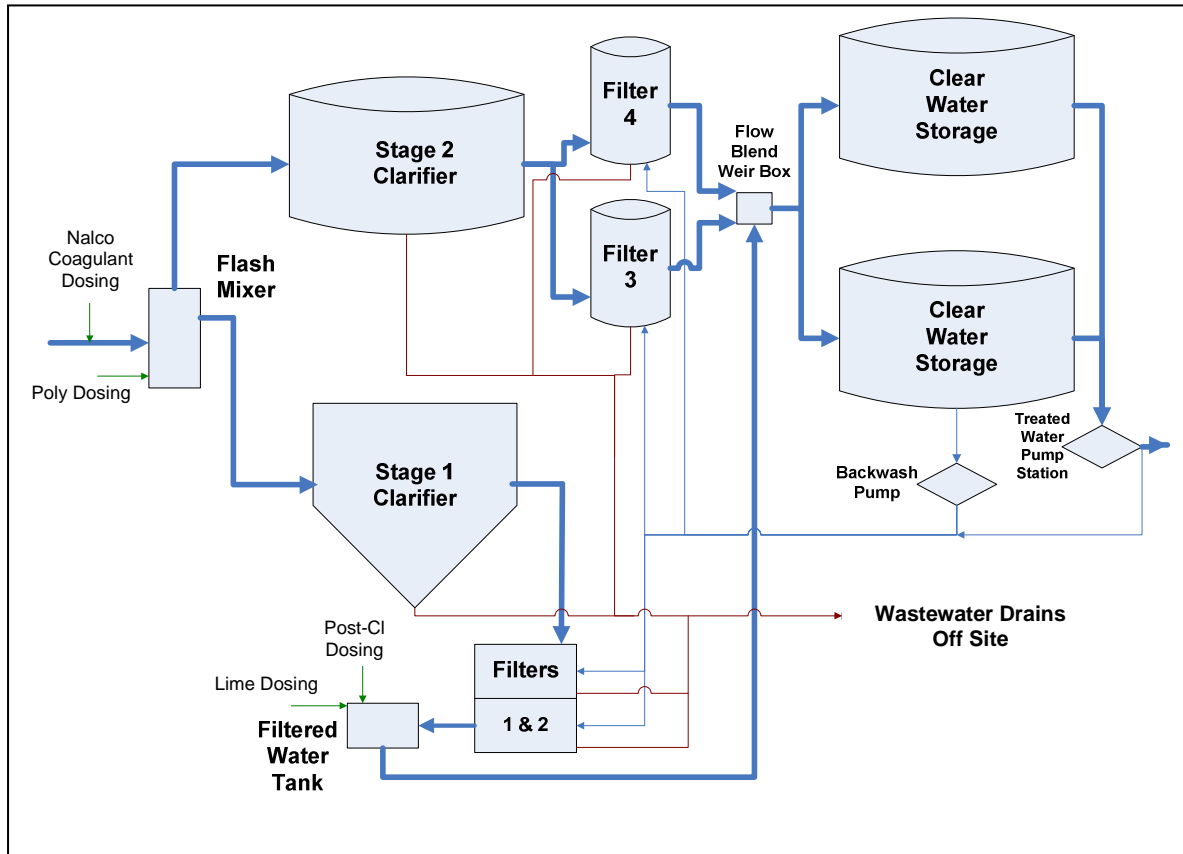 Filter
4
Clear
Water
Storage
Stage 2
Clarifier
Flow
Blend
Weir Box
Filter
3
Nalco
Coagulant
Dosing
Flash
Mixer
Poly Dosing
Clear
Water
Storage
Treated
Water
Pump
Station
Backwash
Pump
Stage 1
Clarifier
Wastewater Drains
Off Site
Post-Cl
Dosing
Lime Dosing
Filters
1 & 2
Filtered
Water
Tank